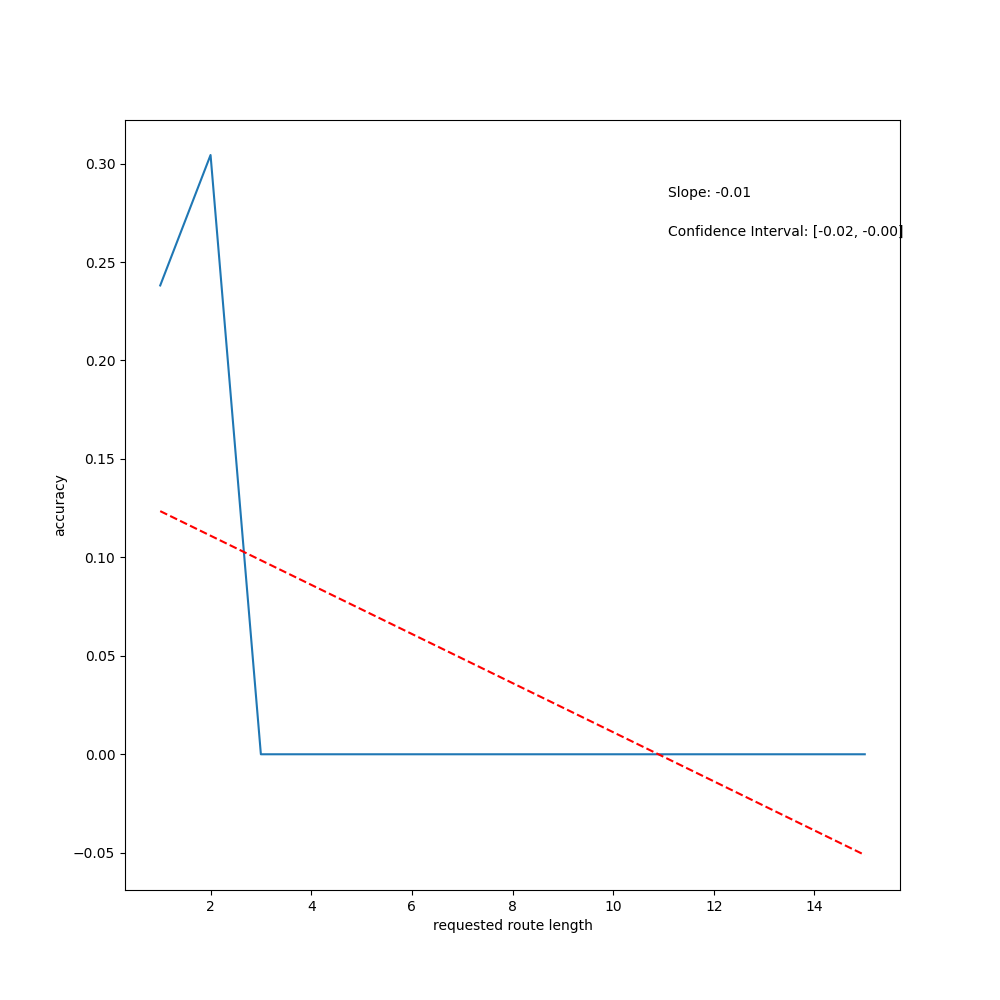 Slope: -0.01
Confidence Interval: [-0.02, -0.00]
0.30
0.25
0.20
0.15
0.10
0.05
0.00
−0.05
accuracy
2 4 6 8 10 12 14
requested route length